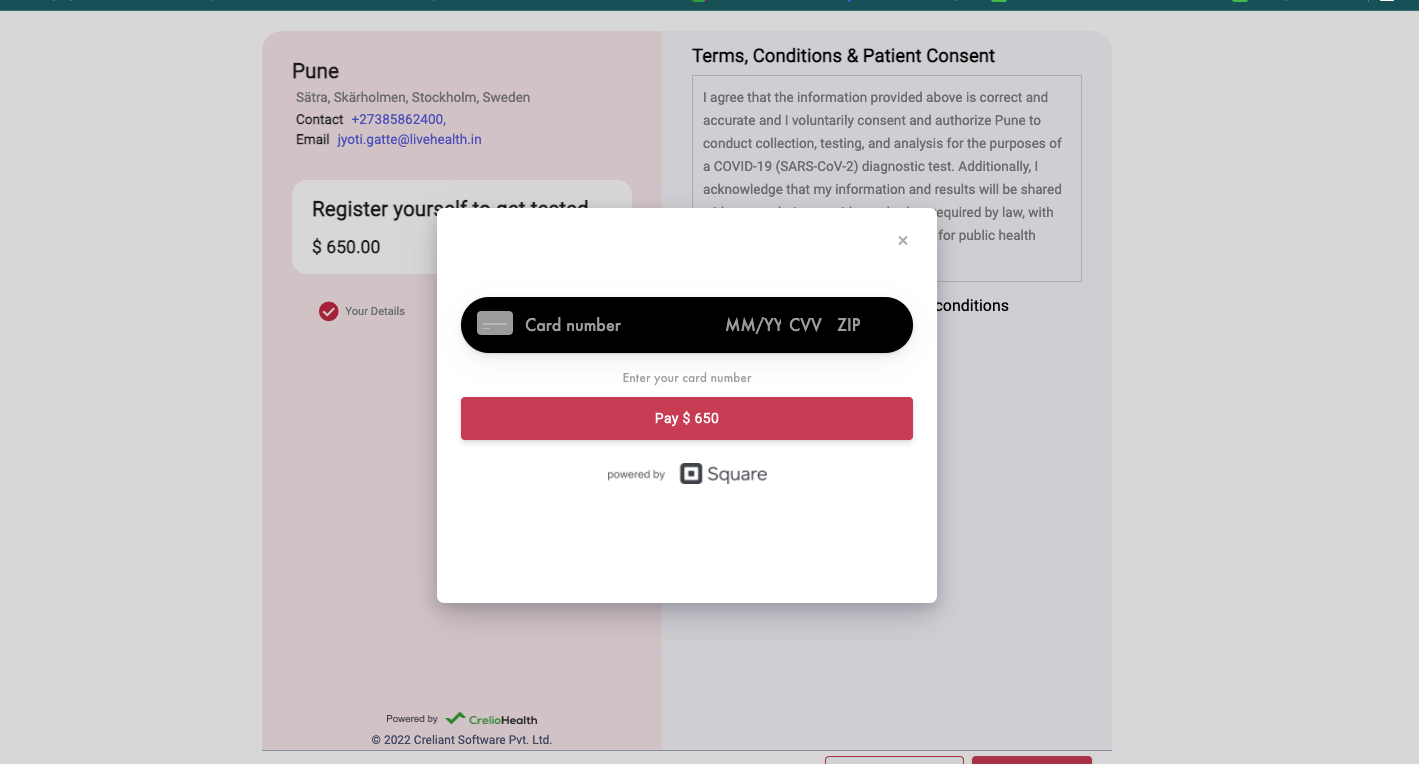 Pune
Sätra, Skärholmen, Stockholm, Sweden
Contact +27385862400,
Email jyoti.gatte@livehealth.in
Register yourself to get tested
$ 650.00
Your Details
Terms, Conditions & Patient Consent
I agree that the information provided above is correct and
accurate and I voluntarily consent and authorize Pune to
conduct collection, testing, and analysis for the purposes of
a COVID-19 (SARS-CoV-2) diagnostic test. Additionally, I
acknowledge that my information and results will be shared
required by law, with
for public health
conditions
×
Card number MM/YY CVV ZIP
Enter your card number
Pay $ 650
powered by Square
Powered by CrelioHealth
© 2022 Creliant Software Pvt. Ltd.